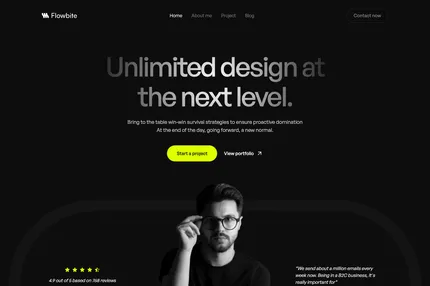 Flowbite
Home About me Project Blog
Contact now
Unlimited design at
the next level.
Bring to the table win-win survival strategies to ensure proactive domination
At the end of the day, going forward, a new normal.
Start a project
View portfolio
4.9 out of 5 based on 768 reviews
"We send about a million emails every
week now. Being in a B2C business, it's
really important for"